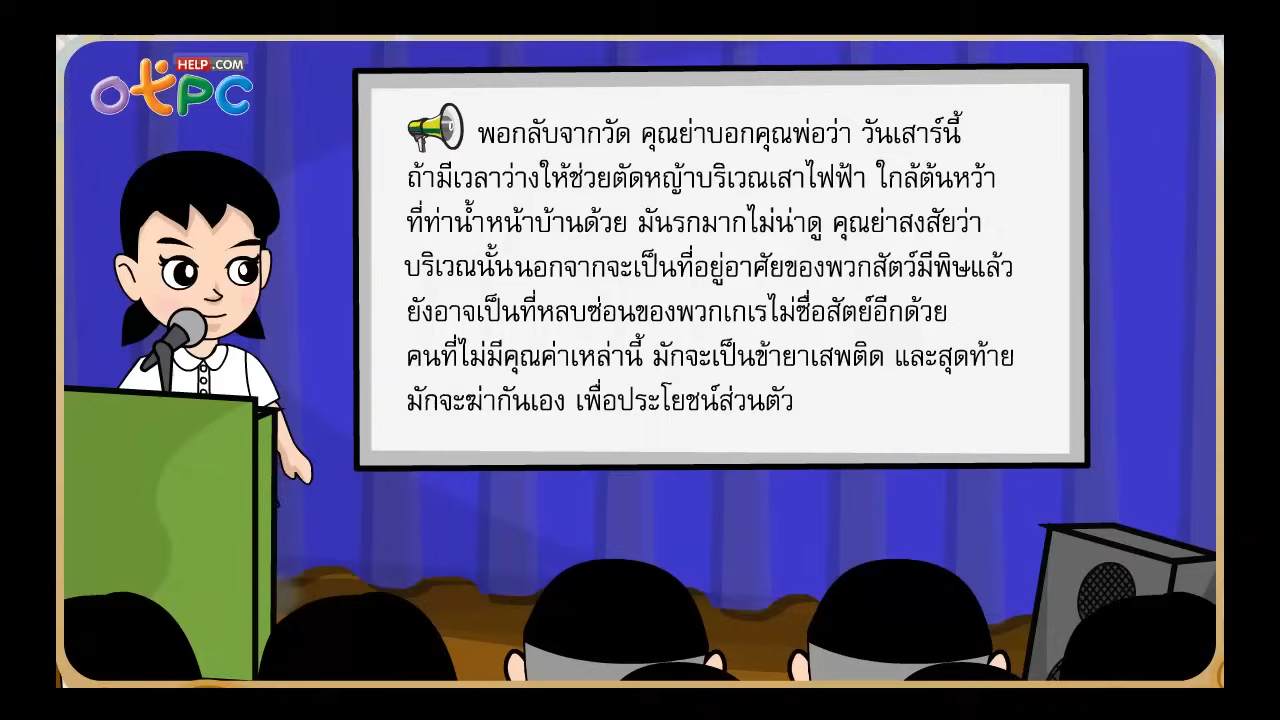 HELP.COM
OTPC
พอกลับจากวัด คุณย่าบอกคุณพ่อว่า วันเสาร์นี้
ถ้ามีเวลาว่างให้ช่วยตัดหญ้าบริเวณเสาไฟฟ้า ใกล้ต้นหว้า
ที่ท่าน้ำหน้าบ้านด้วย มันรกมากไม่น่าดู คุณย่าสงสัยว่า
บริเวณนั้นนอกจากจะเป็นที่อยู่อาศัยของพวกสัตว์มีพิษแล้ว
ยังอาจเป็นที่หลบซ่อนของพวกเกเรไม่ซื่อสัตย์อีกด้วย
คนที่ไม่มีคุณค่าเหล่านี้ มักจะเป็นข้ายาเสพติด และสุดท้าย
มักจะฆ่ากันเอง เพื่อประโยชน์ส่วนตัว